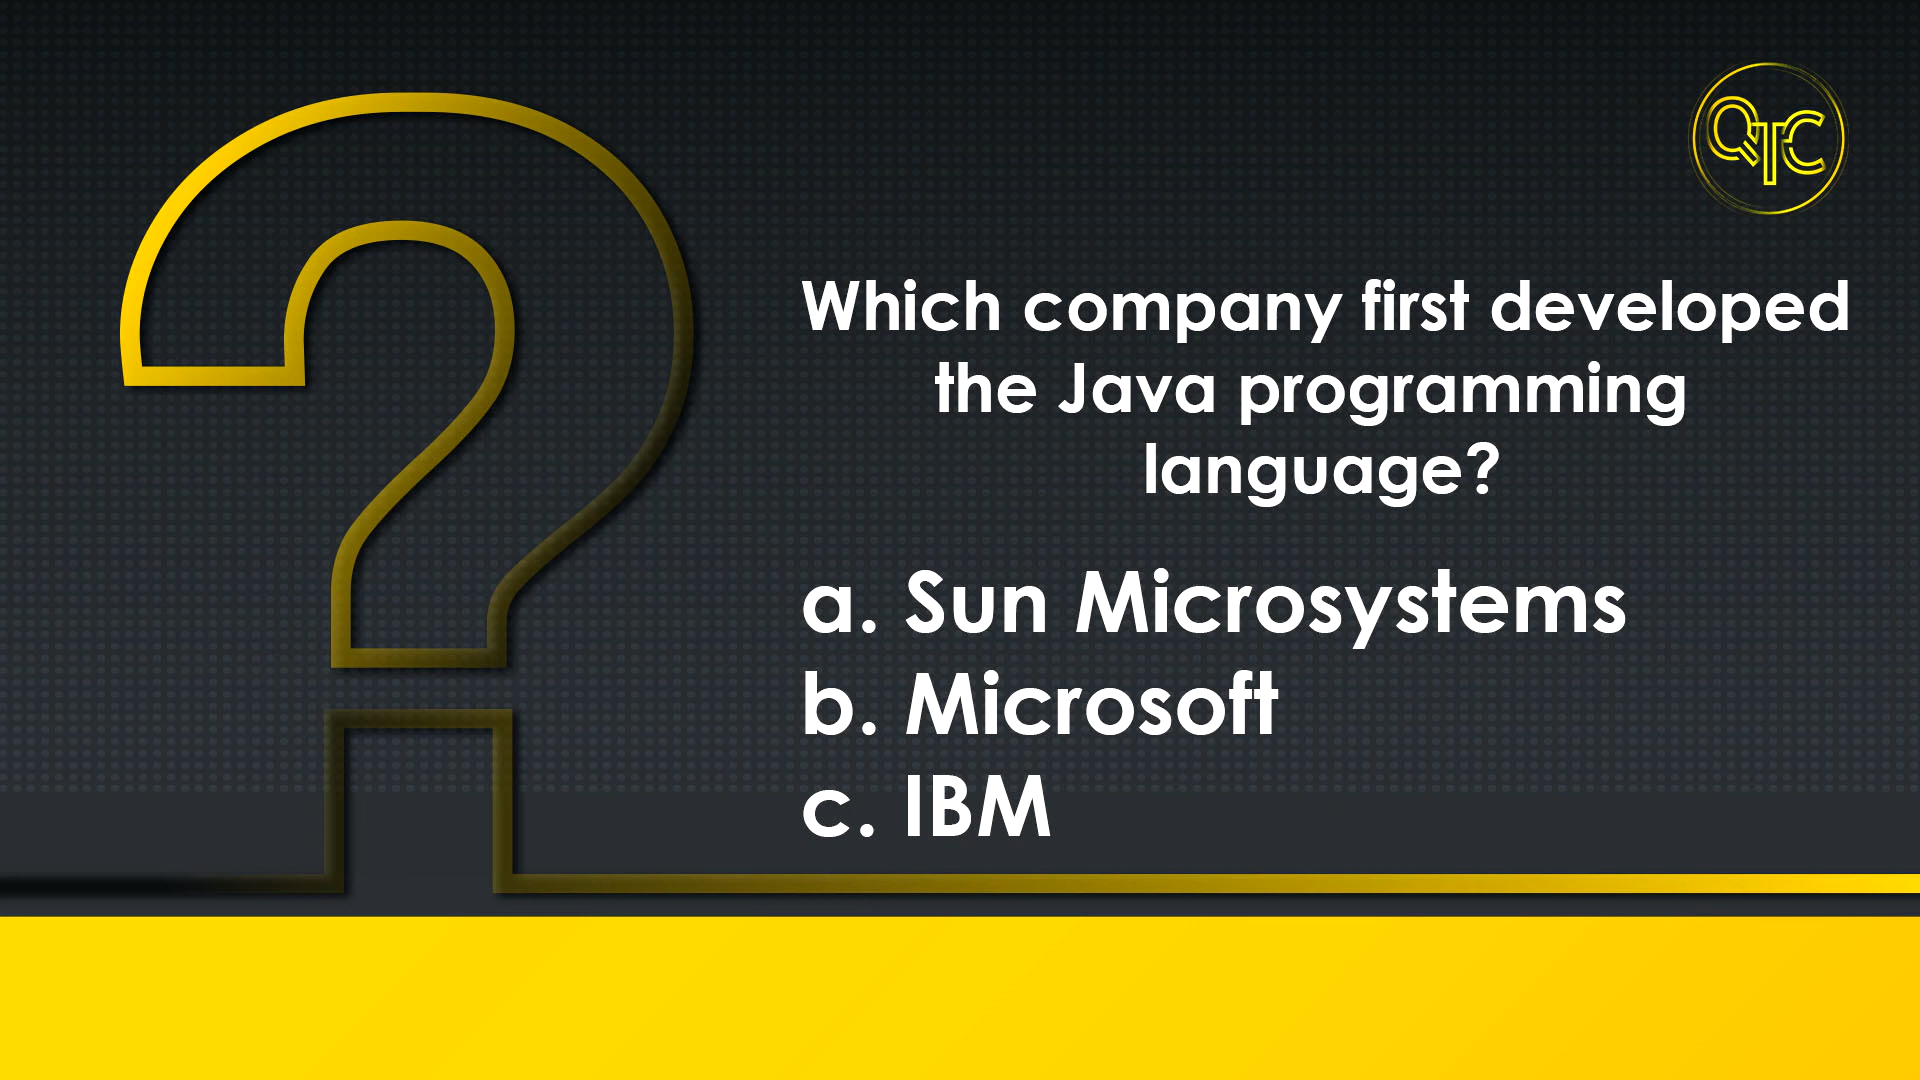 QTC
Which company first developed
the Java programming
language?
a. Sun Microsystems
b. Microsoft
c. IBM